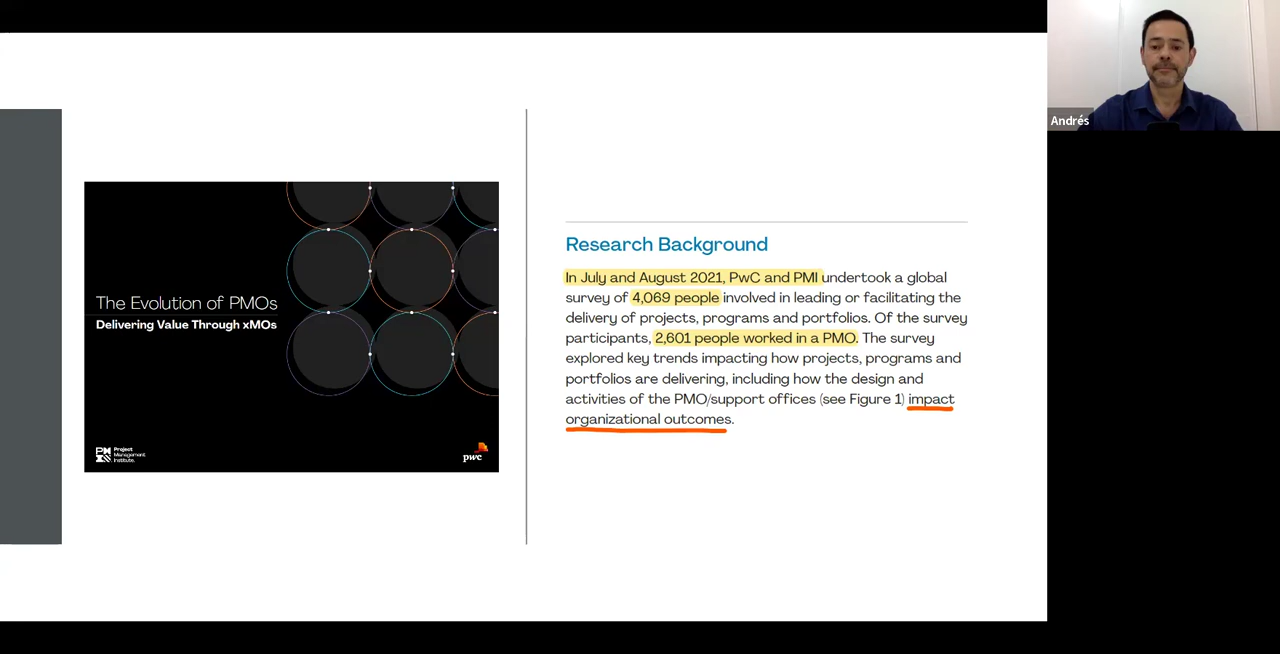 The Evolution of PMOs
Delivering Value Through xMOs
Project
Management
Institute.
pwc
Research Background
In July and August 2021, PwC and PMI undertook a global
survey of 4,069 people involved in leading or facilitating the
delivery of projects, programs and portfolios. Of the survey
participants, 2,601 people worked in a PMO. The survey
explored key trends impacting how projects, programs and
portfolios are delivering, including how the design and
activities of the PMO/support offices (see Figure 1) impact
organizational outcomes.
Andrés